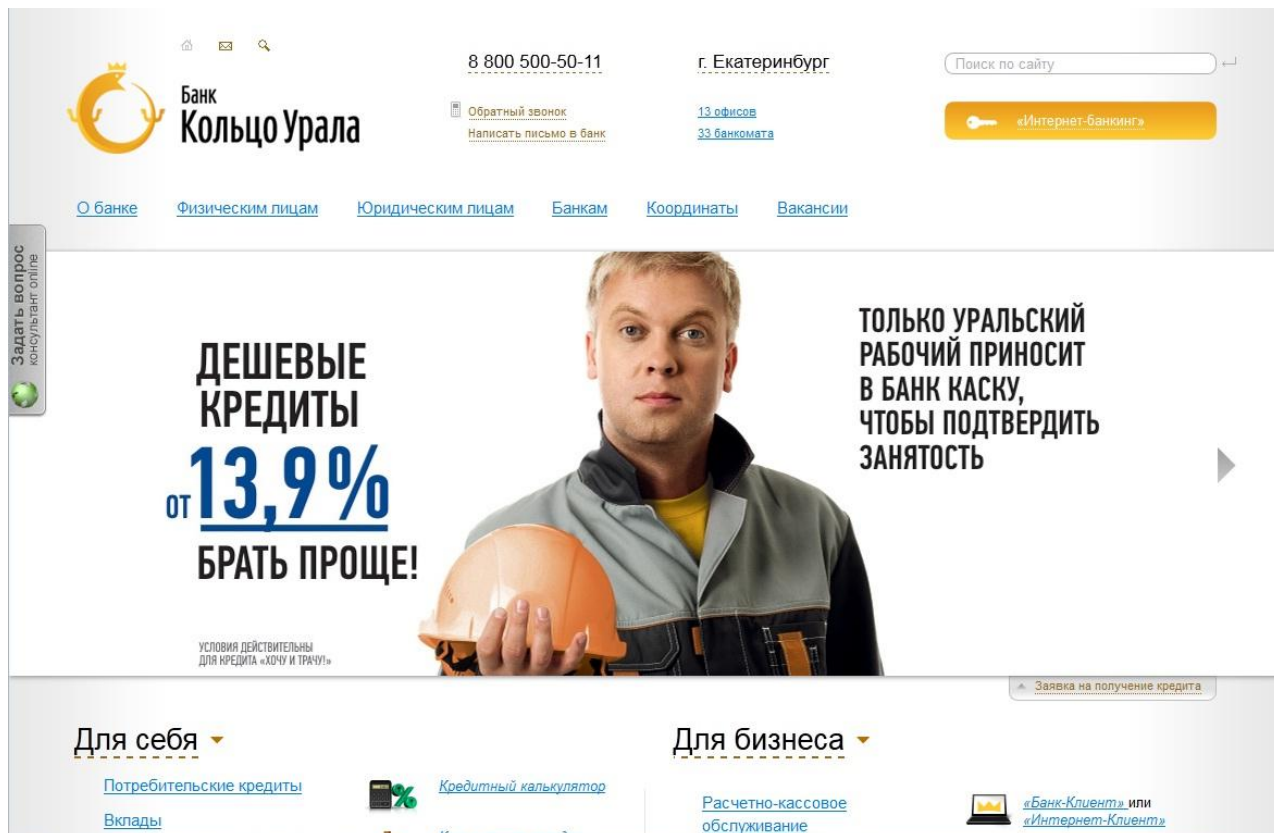 8 800 500-50-11
г. Екатеринбург
Поиск по сайту
Банк
Кольцо Урала
Обратный звонок
Написать письмо в банк
13 офисов
33 банкомата
«Интернет-банкинг»
О банке
Физическим лицам
Юридическим лицам
Банкам
Координаты
Вакансии
Задать вопрос
консультант online
ДЕШЕВЫЕ
КРЕДИТЫ
ОТ 13,9%
БРАТЬ ПРОЩЕ!
УСЛОВИЯ ДЕЙСТВИТЕЛЬНЫ
ДЛЯ КРЕДИТА «ХОЧУ И ТРАЧУ!»
ТОЛЬКО УРАЛЬСКИЙ
РАБОЧИЙ ПРИНОСИТ
В БАНК КАСКУ,
ЧТОБЫ ПОДТВЕРДИТЬ
ЗАНЯТОСТЬ
Заявка на получение кредита
Для себя
Потребительские кредиты
Вклады
Кредитный калькулятор
Для бизнеса
Расчетно-кассовое
обслуживание
«Банк-Клиент» или
«Интернет-Клиент»